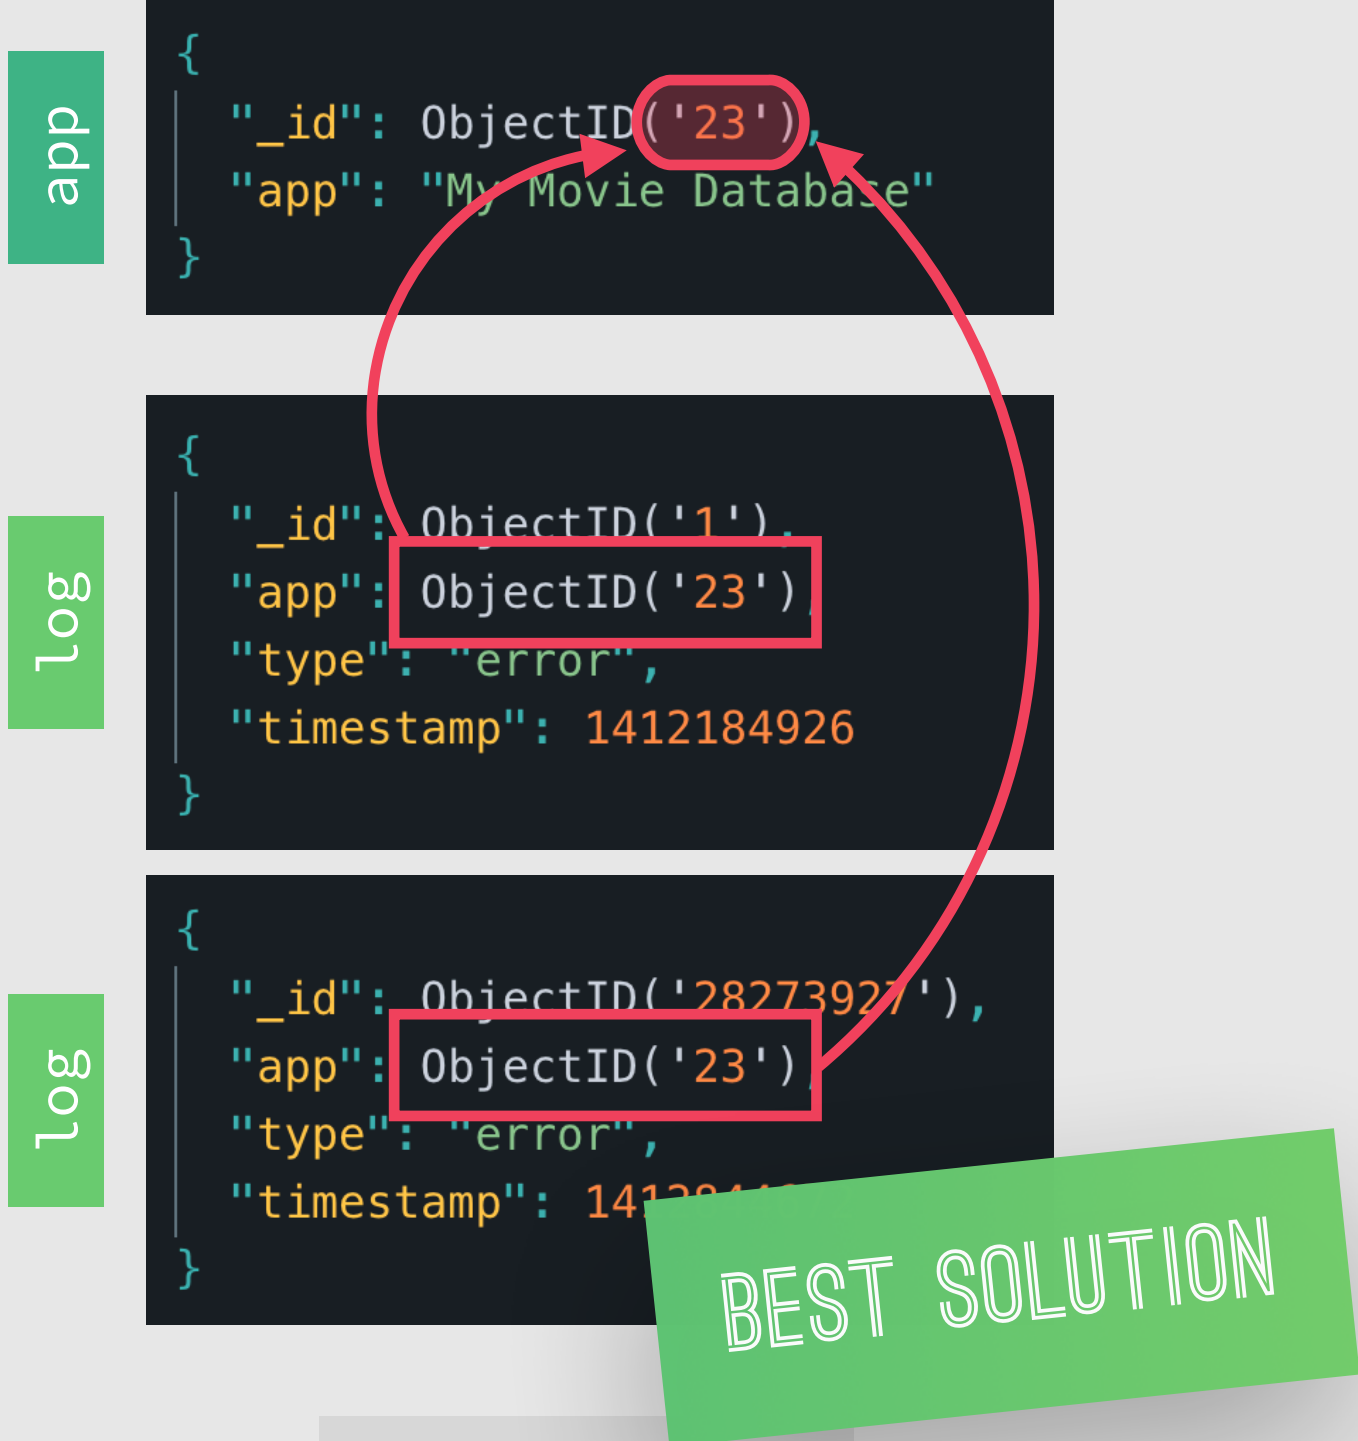 app
{
"_id": ObjectID('23'),
"app": "My Movie Database"
}
log
{
"_id": ObjectID('1'),
"app": ObjectID('23'),
"type": "error",
"timestamp": 1412184926
}
log
{
"_id": ObjectID('28273927'),
"app": ObjectID('23'),
"type": "error",
"timestamp":
}
BEST SOLUTION